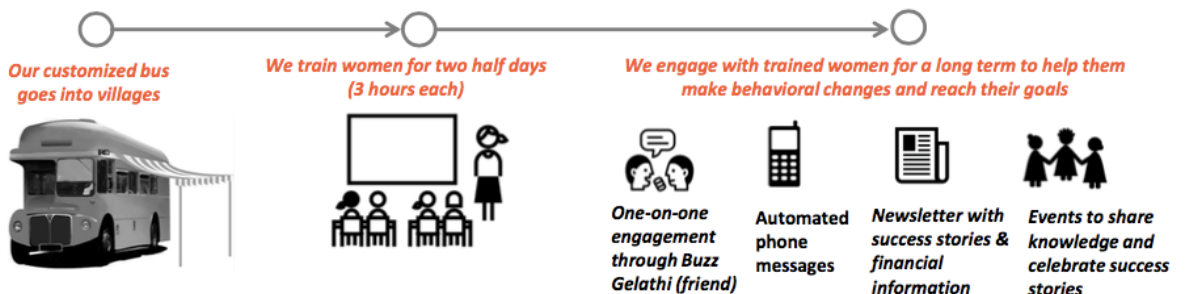 Our customized bus
goes into villages
We train women for two half days
(3 hours each)
We engage with trained women for a long term to help them
make behavioral changes and reach their goals
One-on-one
engagement
through Buzz
Gelathi (friend)
Automated
phone
messages
Newsletter with
success stories &
financial
information
Events to share
knowledge and
celebrate success
stories